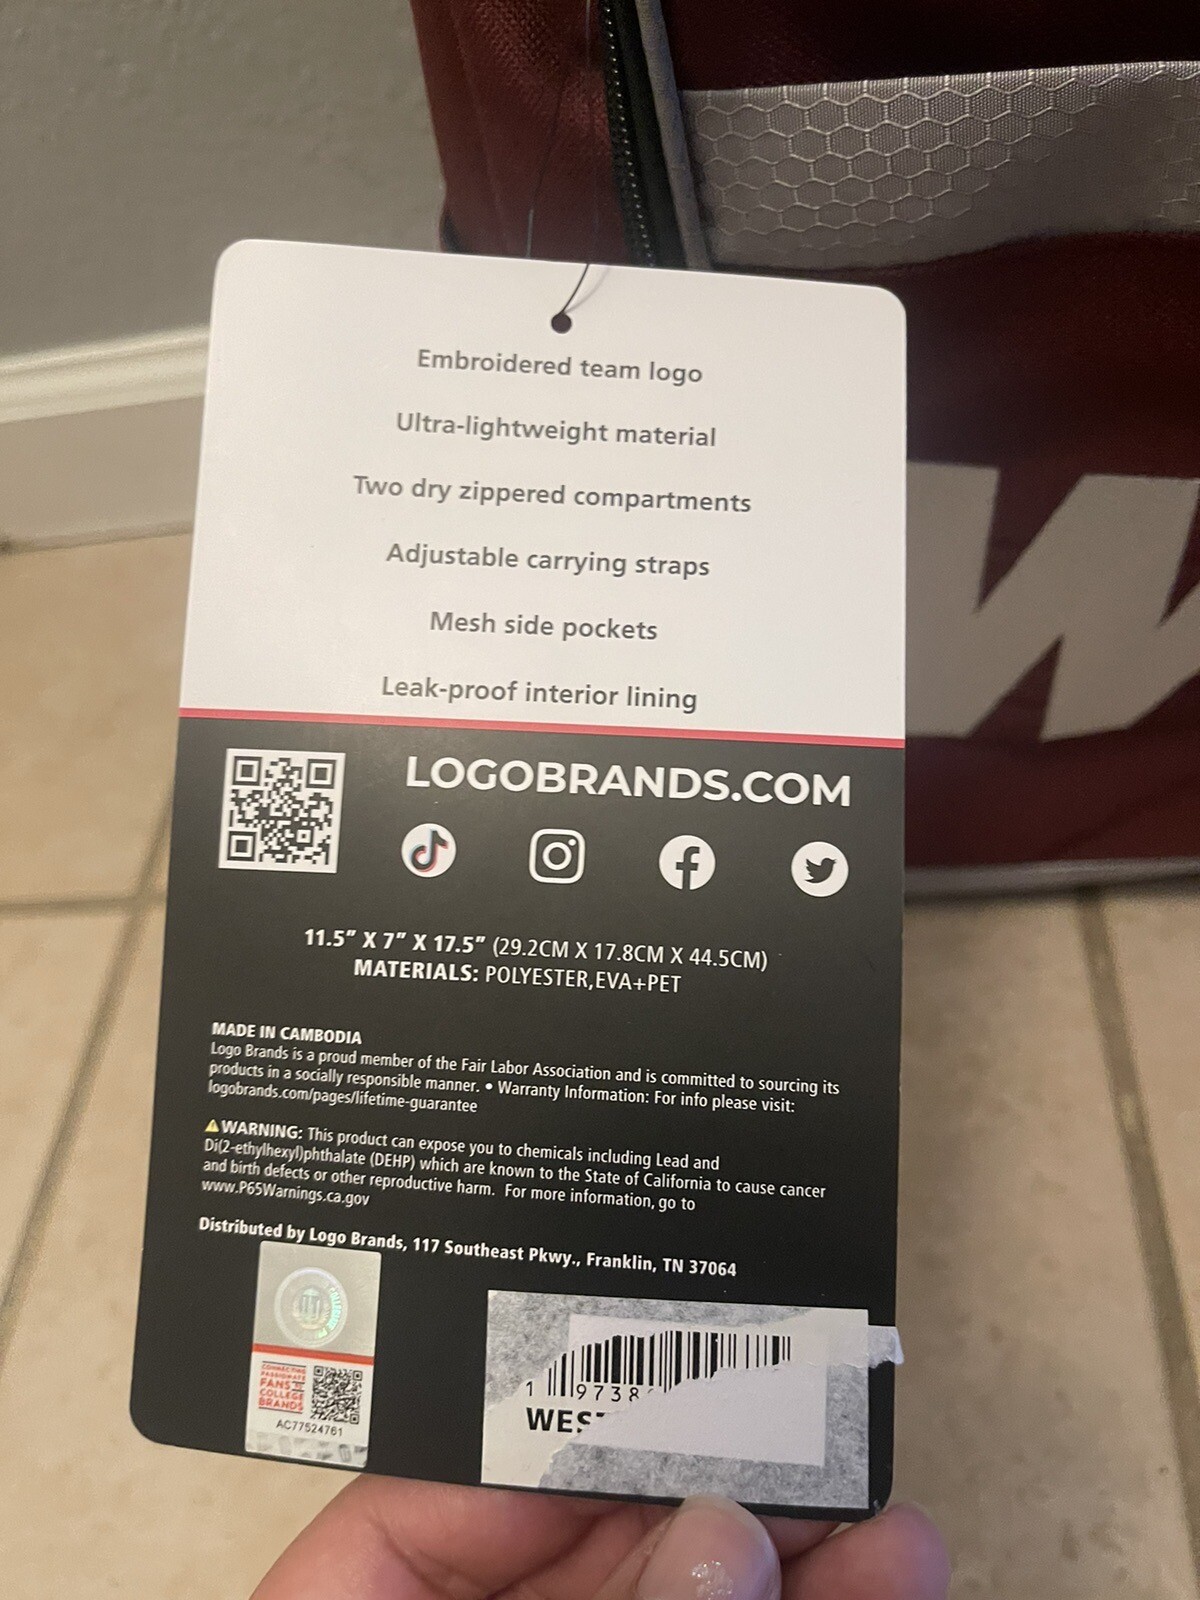 Embroidered team logo
Ultra-lightweight material
Two dry zippered compartments
Adjustable carrying straps
Mesh side pockets
Leak-proof interior lining
LOGOBRANDS.COM
11.5” X 7” X 17.5” (29.2CM X 17.8CM X 44.5CM)
MATERIALS: POLYESTER,EVA+PET
MADE IN CAMBODIA
Logo Brands is a proud member of the Fair Labor Association and is committed to sourcing its
products in a socially responsible manner. • Warranty Information: For info please visit:
logobrands.com/pages/lifetime-guarantee
⚠WARNING: This product can expose you to chemicals including Lead and
Di(2-ethylhexyl)phthalate (DEHP) which are known to the State of California to cause cancer
and birth defects or other reproductive harm. For more information, go to
www.P65Warnings.ca.gov
Distributed by Logo Brands, 117 Southeast Pkwy., Franklin, TN 37064
CONNECTING
PASSIONATE
FANS TO
COLLEGE
BRANDS
AC77524761
1 9738
WES
W